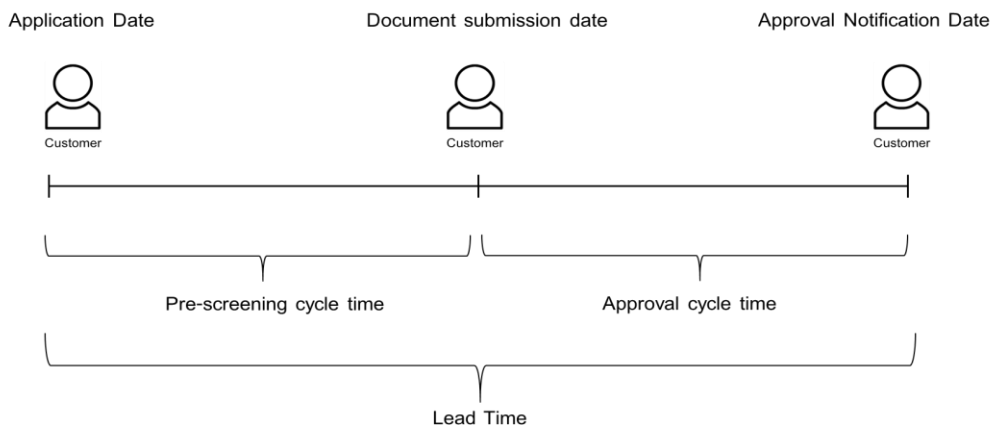 Application Date
Document submission date
Approval Notification Date
Customer
Customer
Customer
Pre-screening cycle time
Approval cycle time
Lead Time